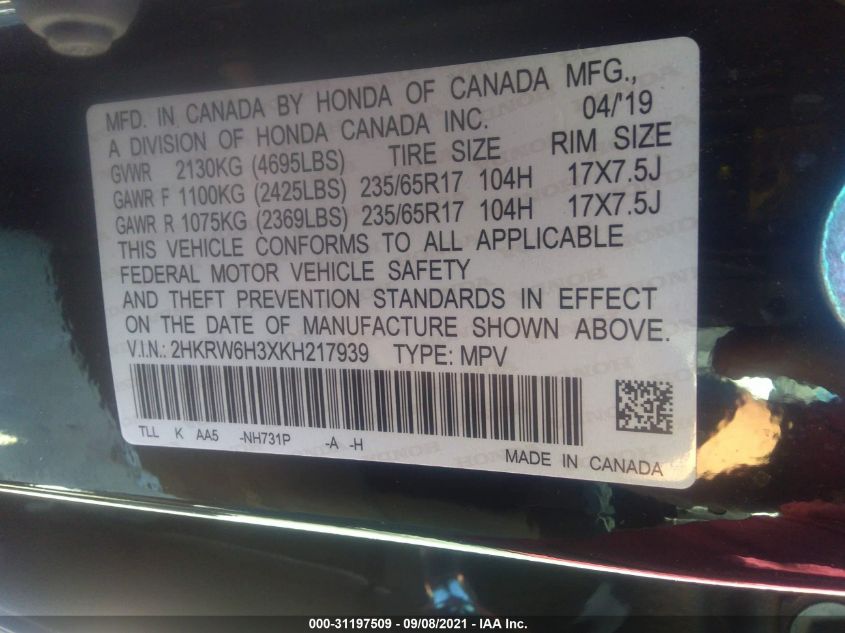 MFD. IN CANADA BY HONDA OF CANADA MFG.,
A DIVISION OF HONDA CANADA INC. 04/'19
GVWR 2130KG (4695LBS) TIRE SIZE RIM SIZE
GAWR F 1100KG (2425LBS) 235/65R17 104H 17X7.5J
GAWR R 1075KG (2369LBS) 235/65R17 104H 17X7.5J
THIS VEHICLE CONFORMS TO ALL APPLICABLE
FEDERAL MOTOR VEHICLE SAFETY
AND THEFT PREVENTION STANDARDS IN EFFECT
ON THE DATE OF MANUFACTURE SHOWN ABOVE.
V.I.N.: 2HKRW6H3XKH217939 TYPE: MPV
TLL K AA5 -NH731P -A -H
MADE IN CANADA
000-31197509 - 09/08/2021 - IAA Inc.